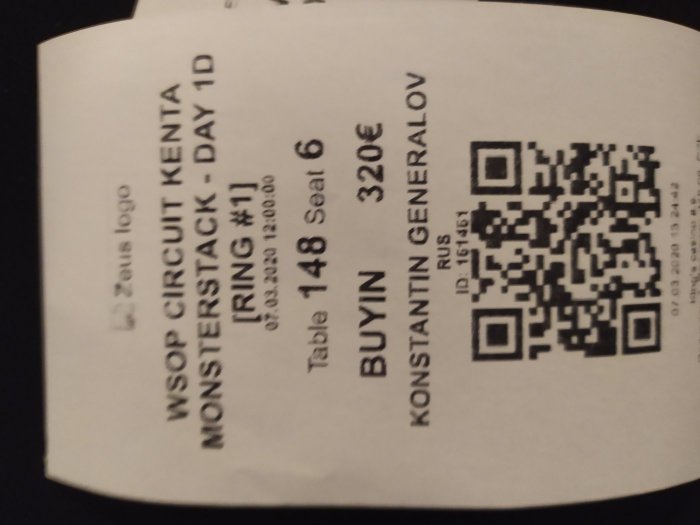 Zeus logo
WSOP CIRCUIT KENTA
MONSTERSTACK - DAY 1D
[RING #1]
07.03.2020 12:00:00
Table 148 Seat 6
BUYIN 320€
KONSTANTIN GENERALOV
RUS
ID: 161461
07.03.2020 13:24:42